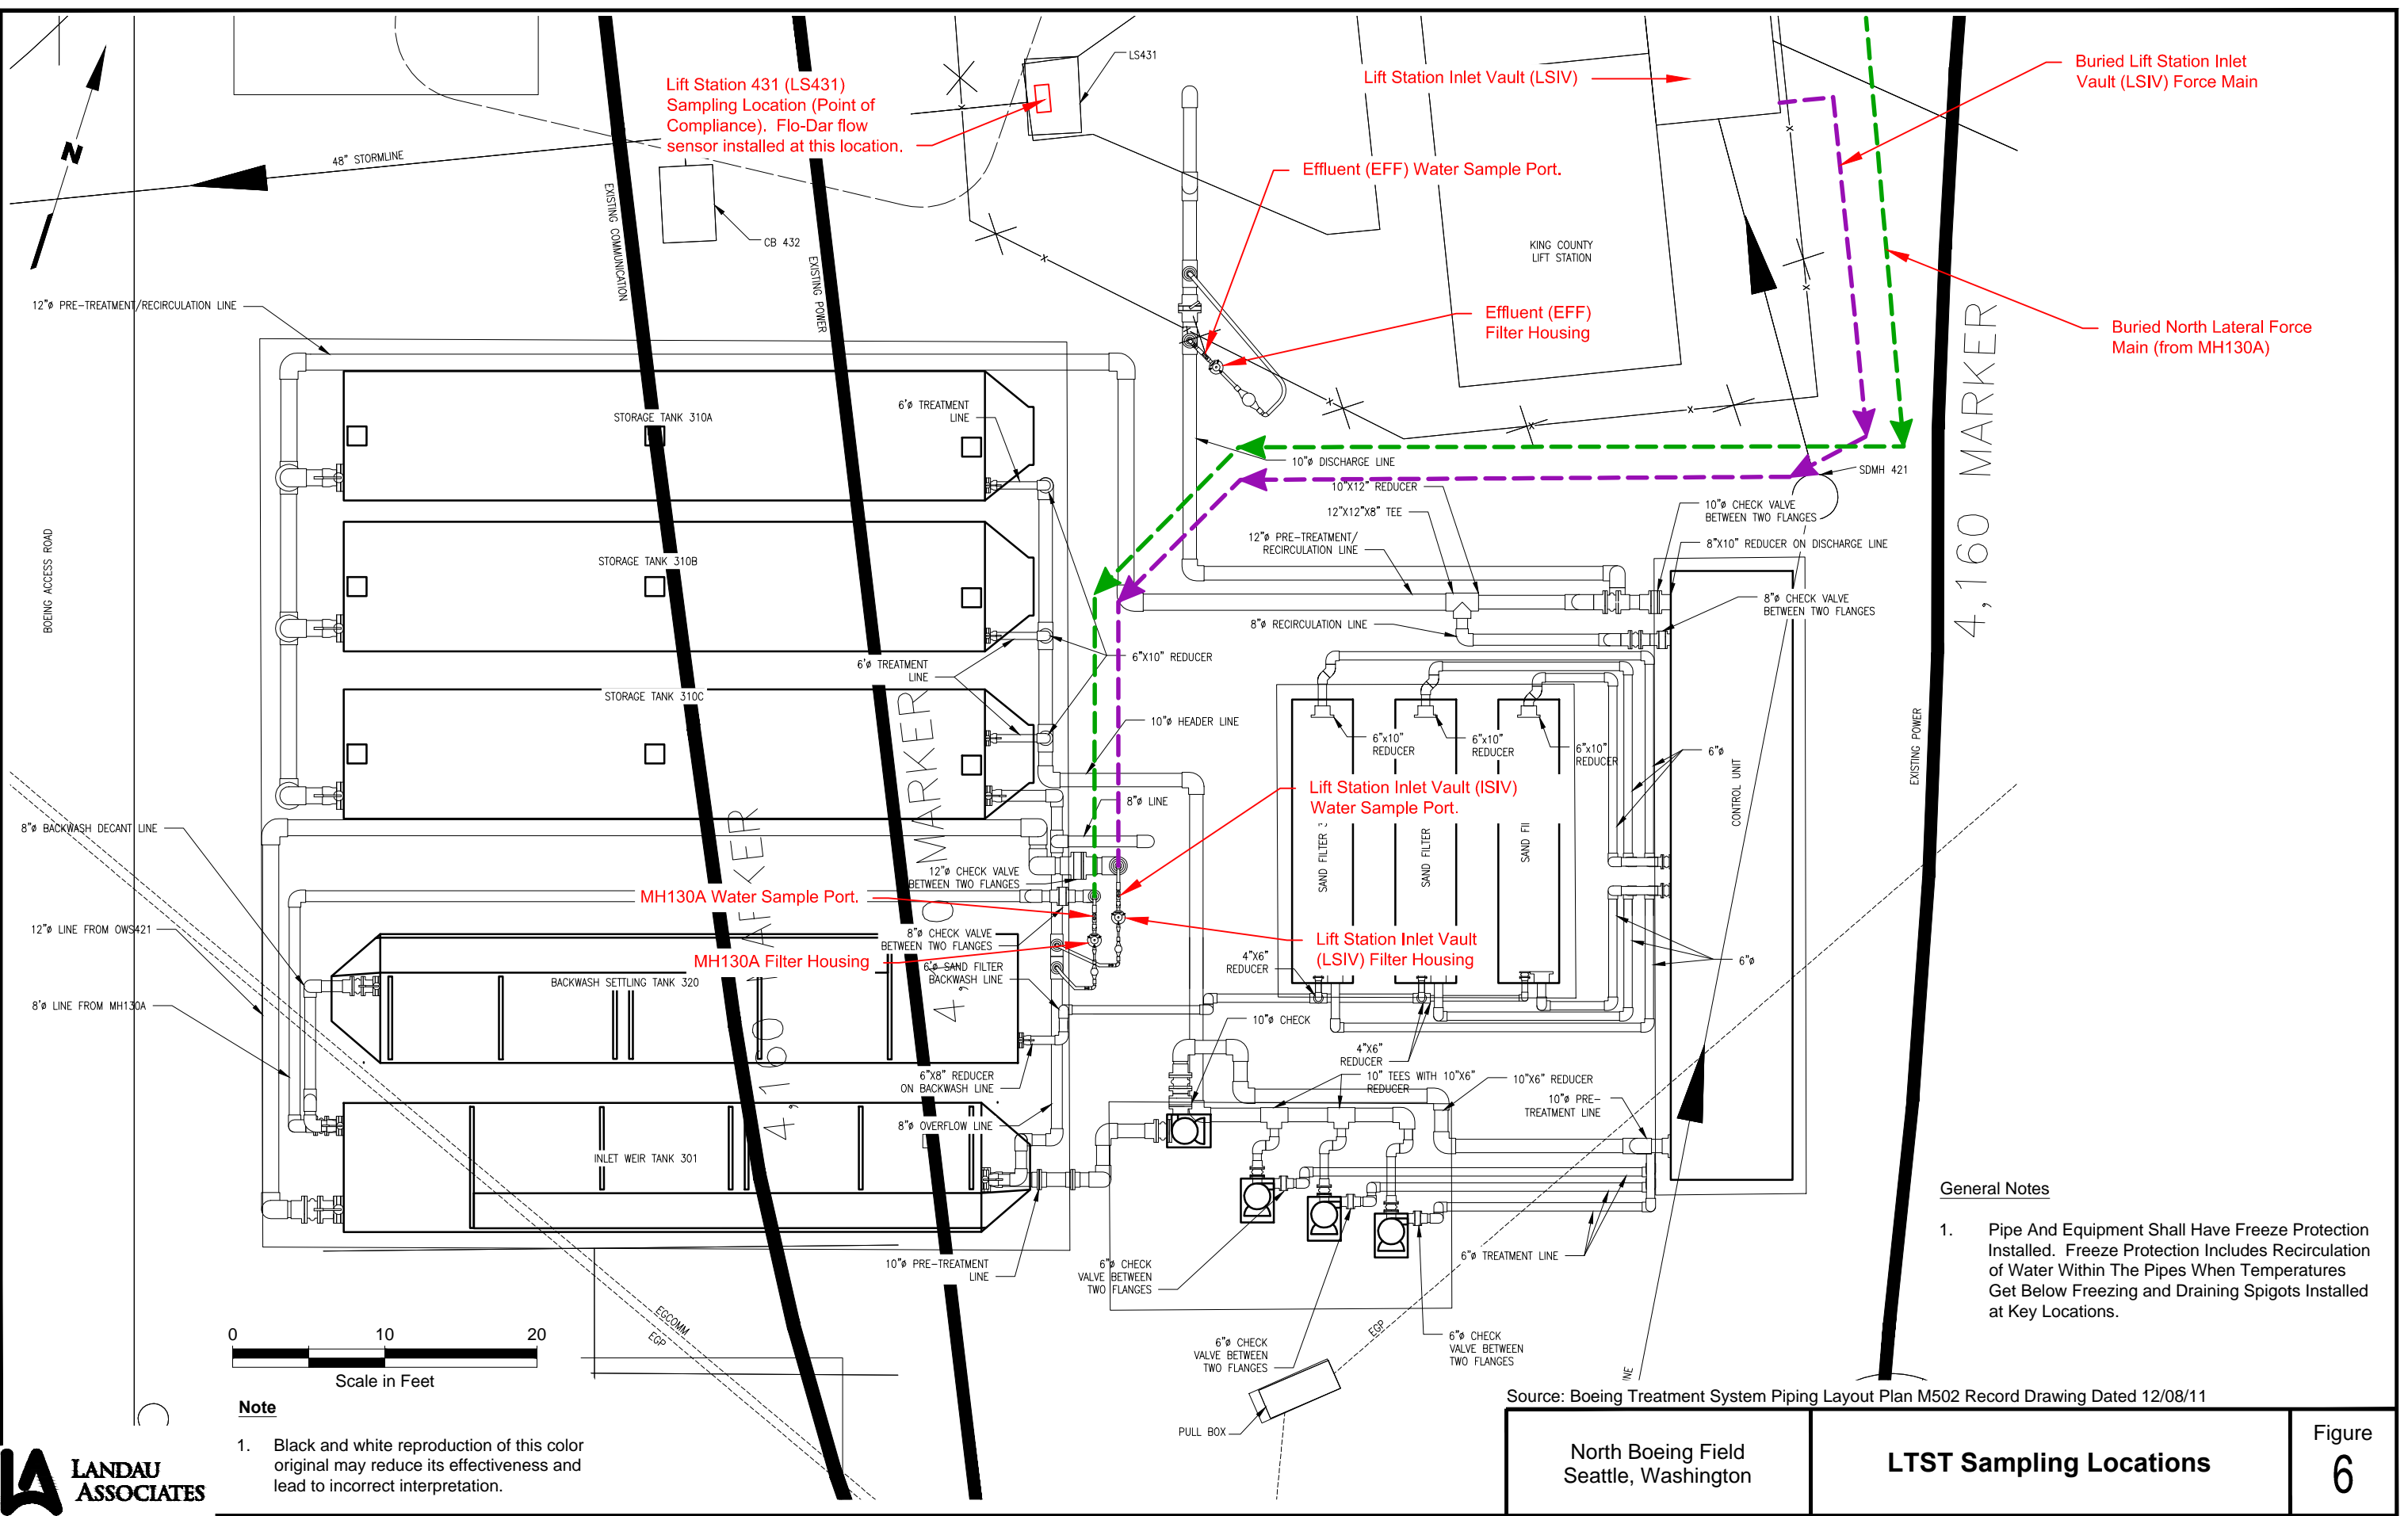 LS431
Lift Station 431 (LS431)
Sampling Location (Point of
Compliance).  Flo-Dar flow
sensor installed at this location.
Lift Station Inlet Vault (LSIV)
Buried Lift Station Inlet
Vault (LSIV) Force Main
N
48" STORMLINE
EXISTING COMMUNICATION
EXISTING POWER
CB 432
Effluent (EFF) Water Sample Port.
KING COUNTY
LIFT STATION
Effluent (EFF)
Filter Housing
Buried North Lateral Force
Main (from MH130A)
4,160 MARKER
12"ø PRE-TREATMENT/RECIRCULATION LINE
STORAGE TANK 310A
6'ø TREATMENT
LINE
10"ø DISCHARGE LINE
SDMH 421
10"X12" REDUCER
12"X12"X8" TEE
12"ø PRE-TREATMENT/
RECIRCULATION LINE
10"ø CHECK VALVE
BETWEEN TWO FLANGES
8"X10" REDUCER ON DISCHARGE LINE
BOEING ACCESS ROAD
STORAGE TANK 310B
8"ø CHECK VALVE
BETWEEN TWO FLANGES
8"ø RECIRCULATION LINE
6"X10" REDUCER
6'ø TREATMENT
LINE
STORAGE TANK 310C
10"ø HEADER LINE
6"x10"
REDUCER
6"x10"
REDUCER
6"x10"
REDUCER
6"ø
CONTROL UNIT
EXISTING POWER
Lift Station Inlet Vault (ISIV)
Water Sample Port.
8"ø LINE
8"ø BACKWASH DECANT LINE
SAND FILTER
SAND FILTER
SAND FI
12"ø CHECK VALVE
BETWEEN TWO FLANGES
MH130A Water Sample Port.
4,160 MARKER
4, 0 MARKER
12"ø LINE FROM OWS421
8"ø CHECK VALVE
BETWEEN TWO FLANGES
MH130A Filter Housing
Lift Station Inlet Vault
(LSIV) Filter Housing
4"X6"
REDUCER
6"ø
6'ø SAND FILTER
BACKWASH LINE
BACKWASH SETTLING TANK 320
8'ø LINE FROM MH130A
10"ø CHECK
4"X6"
REDUCER
6"X8" REDUCER
ON BACKWASH LINE
10" TEES WITH 10"X6"
REDUCER
10"X6" REDUCER
10"ø PRE-
TREATMENT LINE
8"ø OVERFLOW LINE
INLET WEIR TANK 301
10"ø PRE-TREATMENT
LINE
6"ø CHECK
VALVE BETWEEN
TWO FLANGES
6"ø TREATMENT LINE
General Notes
1. Pipe And Equipment Shall Have Freeze Protection
Installed.  Freeze Protection Includes Recirculation
of Water Within The Pipes When Temperatures
Get Below Freezing and Draining Spigots Installed
at Key Locations.
EGCOMM
EGP
EGP
6"ø CHECK
VALVE BETWEEN
TWO FLANGES
6"ø CHECK
VALVE BETWEEN
TWO FLANGES
NE
PULL BOX
0 10 20
Scale in Feet
Note
1. Black and white reproduction of this color
original may reduce its effectiveness and
lead to incorrect interpretation.
LANDAU
ASSOCIATES
Source: Boeing Treatment System Piping Layout Plan M502 Record Drawing Dated 12/08/11
North Boeing Field
Seattle, Washington
LTST Sampling Locations
Figure
6